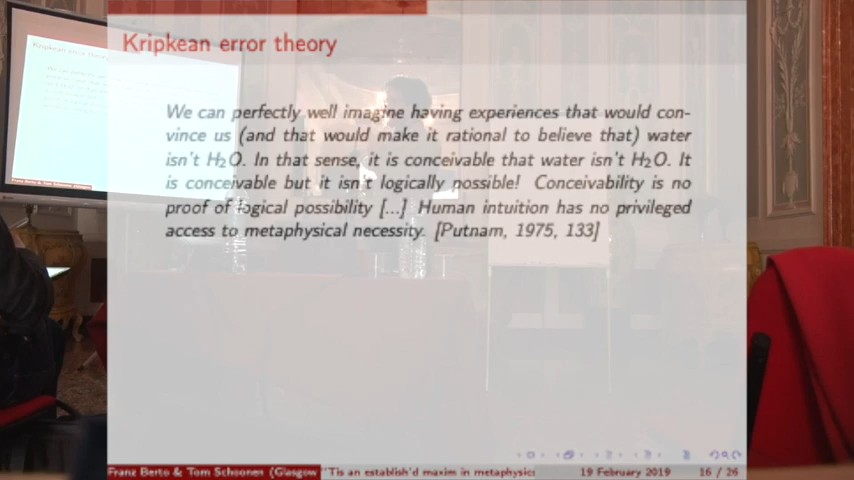 Kripkean error theory
We can perfectly well imagine having experiences that would con-
vince us (and that would make it rational to believe that) water
isn't H₂O. In that sense, it is conceivable that water isn't H₂O. It
is conceivable but it isn't logically possible! Conceivability is no
proof of logical possibility [...] Human intuition has no privileged
access to metaphysical necessity. [Putnam, 1975, 133]
Franz Berto & Tom Schoonen (Glasgow "Tis an establish'd maxim in metaphysics 19 February 2019 16 / 26
Kripkean error theory